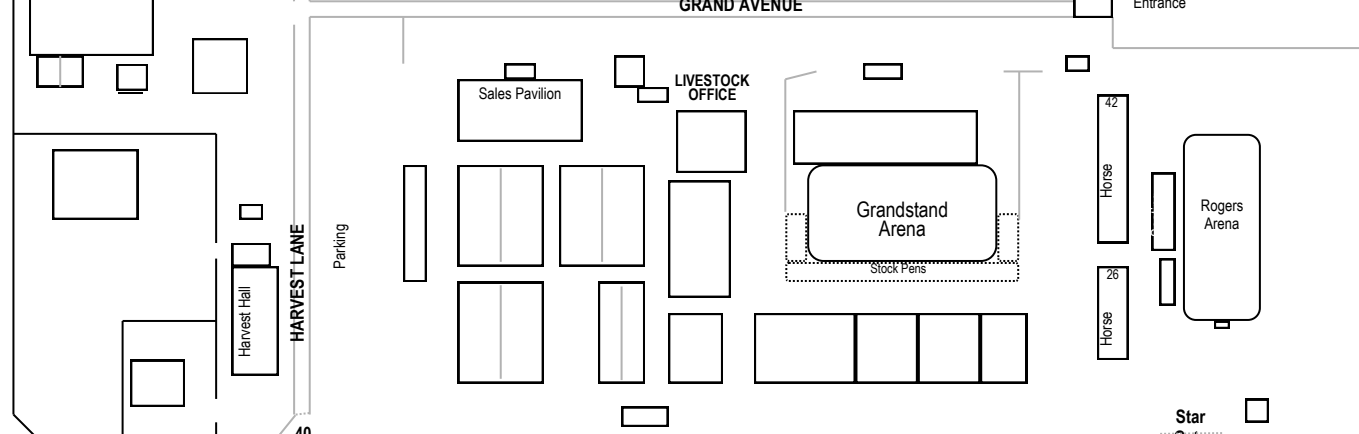 GRAND AVENUE
Entrance
Sales Pavilion
LIVESTOCK
OFFICE
42
Horse
Rogers
Arena
Grandstand
Arena
Stock Pens
Parking
HARVEST LANE
Harvest Hall
26
Horse
Star
40